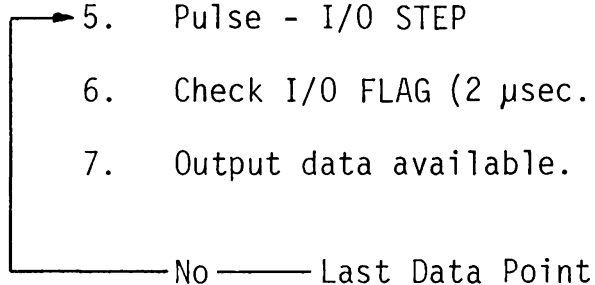 5. Pulse - I/O STEP
6. Check I/O FLAG (2 μsec.
7. Output data available.
No Last Data Point